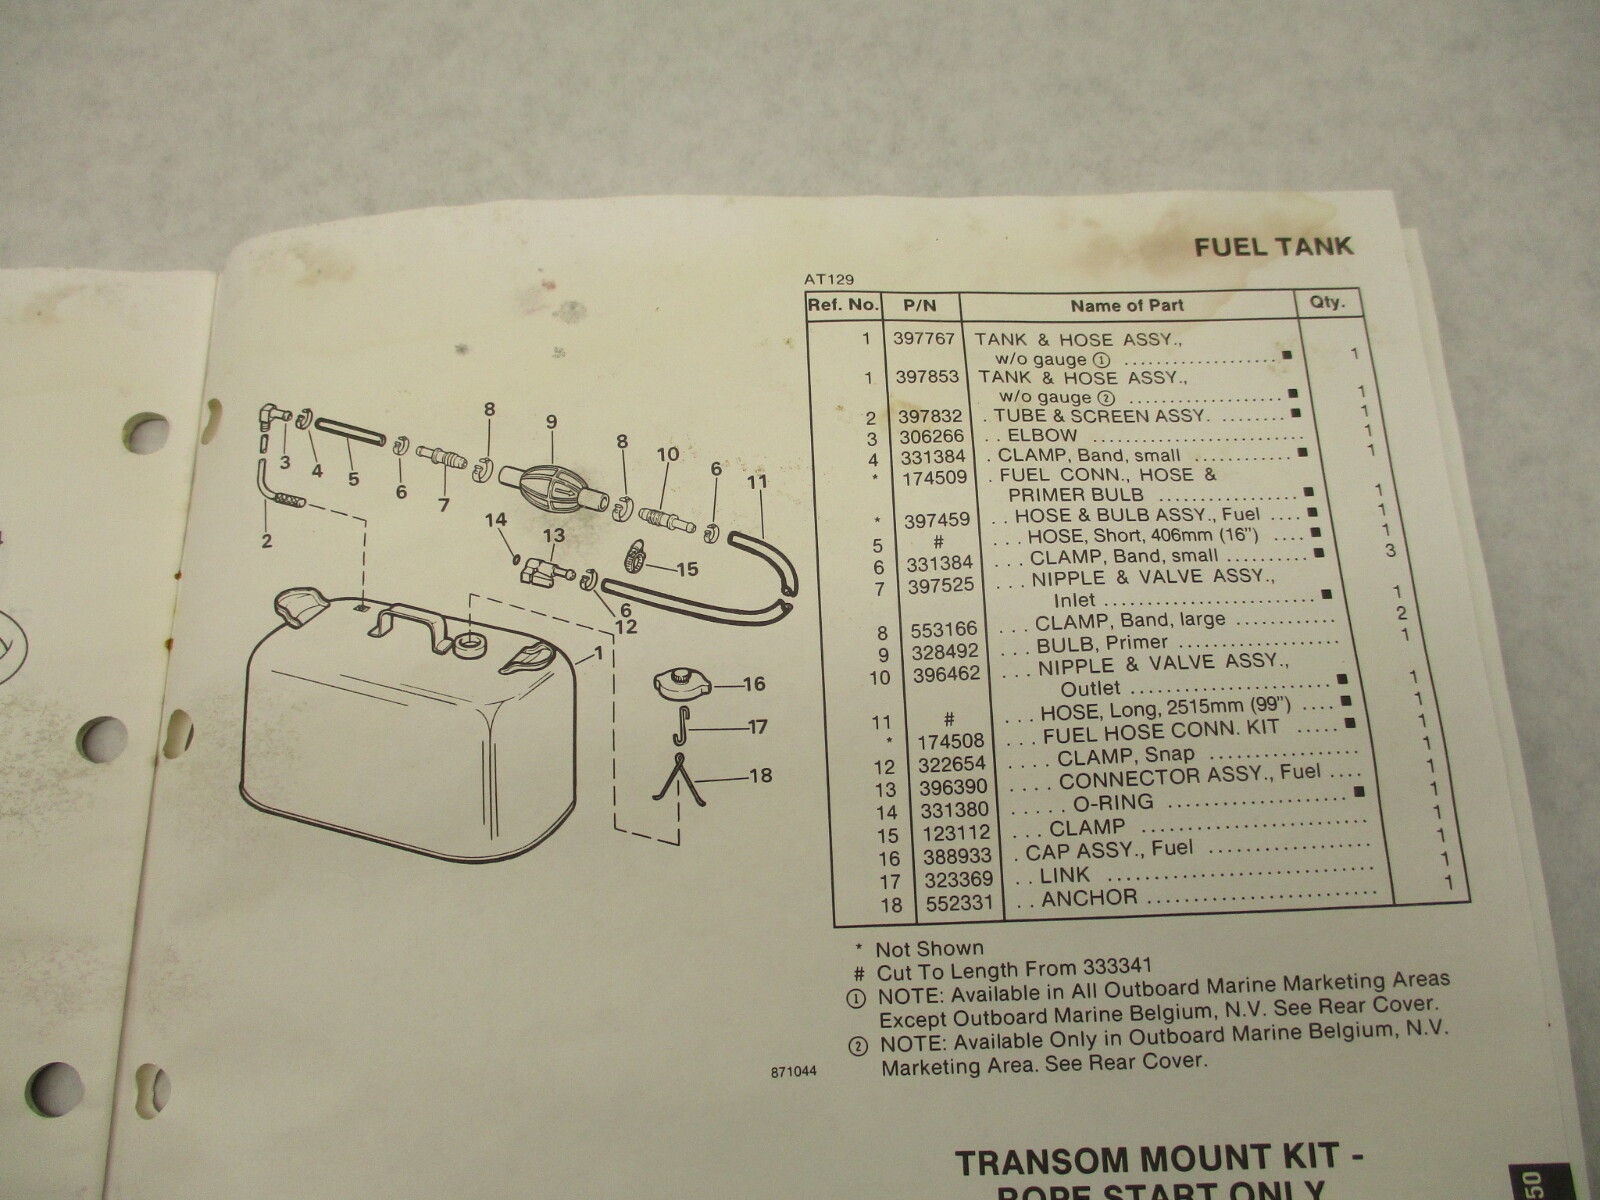 FUEL TANK
AT129
Ref. No. P/N Name of Part Qty.
1 397767 TANK & HOSE ASSY.,
w/o gauge ① .................... ■ 1
1 397853 TANK & HOSE ASSY.,
w/o gauge ② .................... ■ 1
2 397832 . TUBE & SCREEN ASSY. ........ ■ 1
3 306266 . . ELBOW .......................... 1
4 331384 . CLAMP, Band, small ............ ■ 1
* 174509 . FUEL CONN., HOSE &
PRIMER BULB .................. ■ 1
* 397459 . . HOSE & BULB ASSY., Fuel .... ■ 1
5 # . . . HOSE, Short, 406mm (16") .... ■ 1
6 331384 . . . CLAMP, Band, small .......... ■ 3
7 397525 . . . NIPPLE & VALVE ASSY.,
Inlet .......................... ■ 1
8 553166 . . . CLAMP, Band, large ............ 2
9 328492 . . . BULB, Primer .................... 1
10 396462 . . . NIPPLE & VALVE ASSY.,
Outlet ........................ ■ 1
11 # . . . HOSE, Long, 2515mm (99") .... ■ 1
* 174508 . . . FUEL HOSE CONN. KIT ..... ■ 1
12 322654 . . . . CLAMP, Snap .................. 1
13 396390 . . . . CONNECTOR ASSY., Fuel .... 1
14 331380 . . . . . O-RING ...................... ■ 1
15 123112 . . . CLAMP .......................... 1
16 388933 . CAP ASSY., Fuel .................. 1
17 323369 . . LINK .............................. 1
18 552331 . . ANCHOR .......................... 1
* Not Shown
# Cut To Length From 333341
① NOTE: Available in All Outboard Marine Marketing Areas
Except Outboard Marine Belgium, N.V. See Rear Cover.
② NOTE: Available Only in Outboard Marine Belgium, N.V.
Marketing Area. See Rear Cover.
871044
8
9
8
10
6
11
3
4
5
6
7
14
13
15
2
6
12
1
16
17
18
TRANSOM MOUNT KIT -
ROPE START ONLY
50